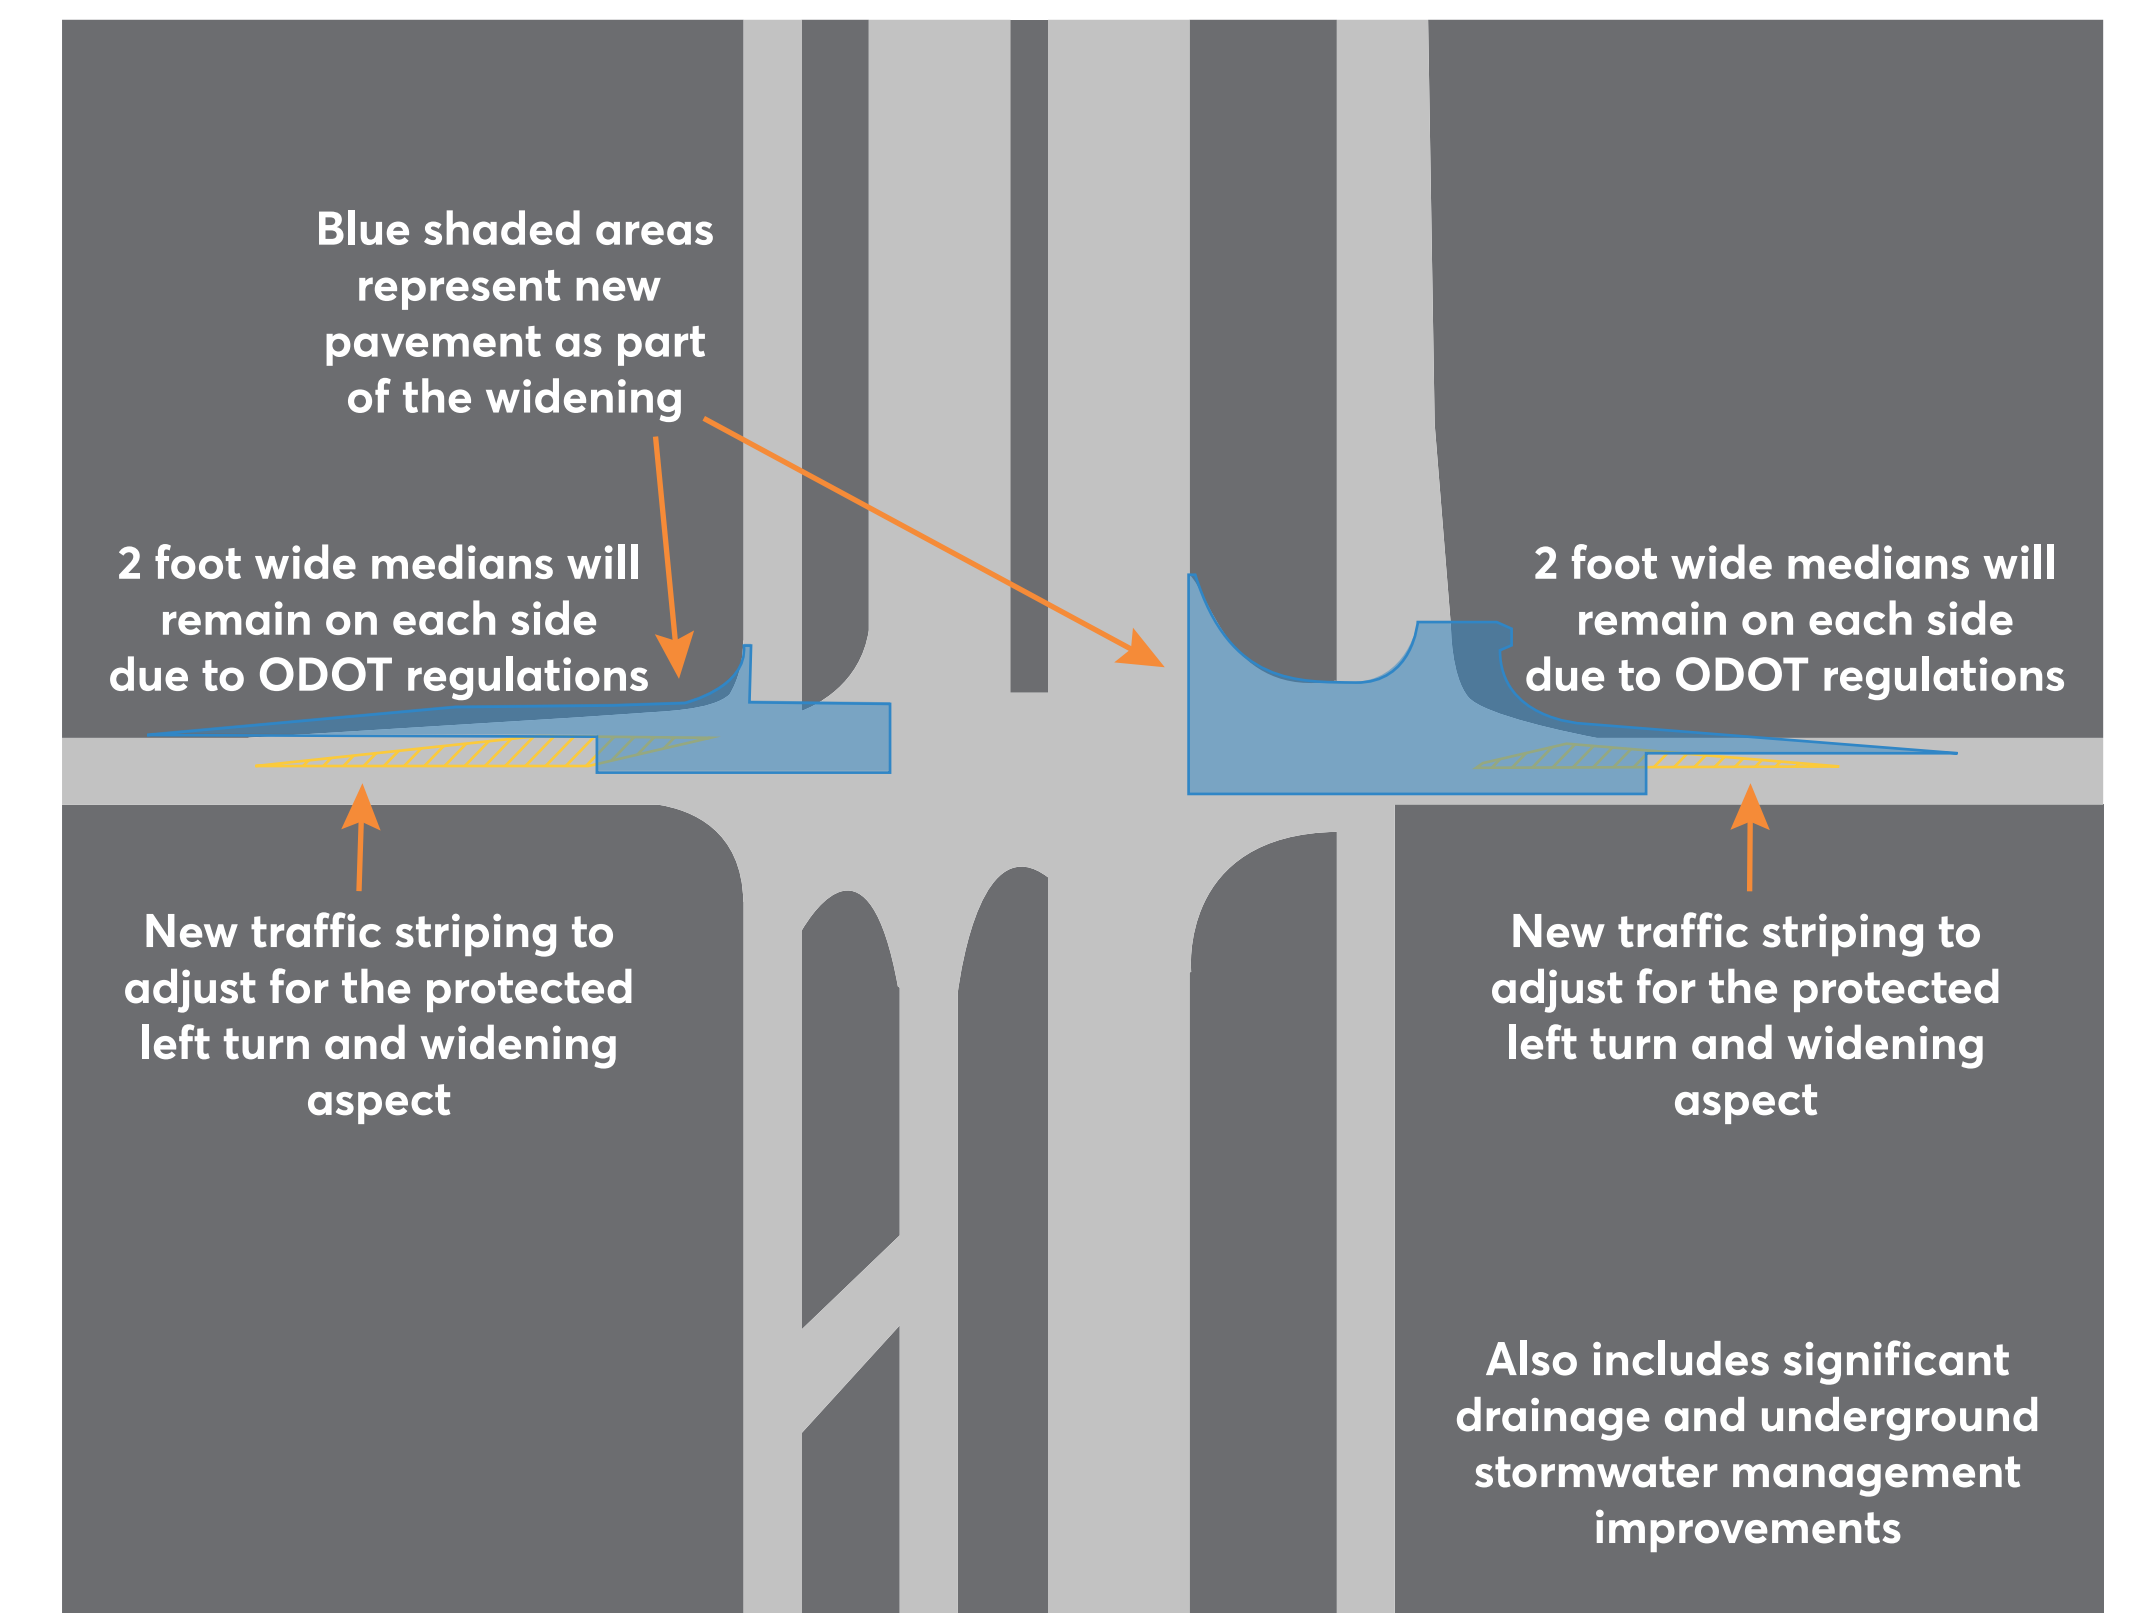 Blue shaded areas
represent new
pavement as part
of the widening
2 foot wide medians will
remain on each side
due to ODOT regulations
2 foot wide medians will
remain on each side
due to ODOT regulations
New traffic striping to
adjust for the protected
left turn and widening
aspect
New traffic striping to
adjust for the protected
left turn and widening
aspect
Also includes significant
drainage and underground
stormwater management
improvements